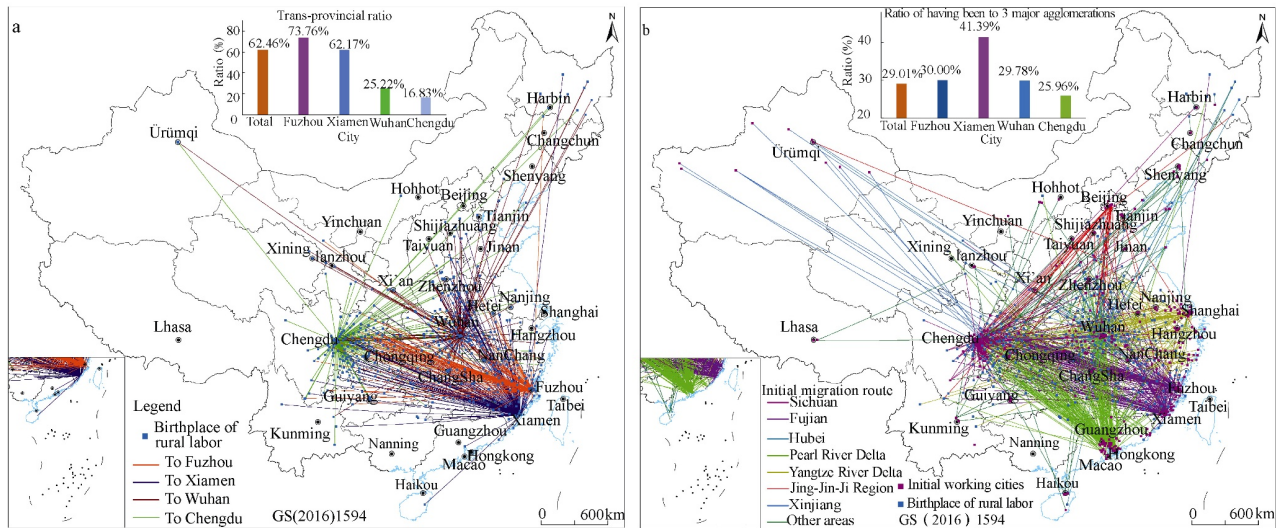 a
Trans-provincial ratio
Ratio (%)
80
60
40
20
0
62.46%
73.76%
62.17%
25.22%
16.83%
Total
Fuzhou
Xiamen
Wuhan
Chengdu
City
N
Harbin
Changchun
Shenyang
Ürümqi
Hohhot
Beijing
Tianjin
Yinchuan
Shijiazhuang
Taiyuan
Jinan
Xining
lanzhou
Xi'an
Zhenzhou
Hefei
Nanjing
Shanghai
Lhasa
Chengdu
Wuhan
Hangzhou
Chongqing
NanChang
ChangSha
Fuzhou
Guiyang
Taibei
Xiamen
Kunming
Nanning
Guangzhou
Hongkong
Macao
Haikou
Legend
Birthplace of
rural labor
To Fuzhou
To Xiamen
To Wuhan
To Chengdu
GS(2016)1594
0 600km
b
Ratio of having been to 3 major agglomerations
Ratio(%)
40
30
20
29.01%
30.00%
41.39%
29.78%
25.96%
Total
Fuzhou
Xiamen
Wuhan
Chengdu
City
N
Harbin
Changchun
Shenyang
Ürümqi
Hohhot
Beijing
Tianjin
Yinchuan
Shijiazhuang
Taiyuan
Jinan
Xining
lanzhou
Xi'an
Zhenzhou
Hefei
Nanjing
Shanghai
Lhasa
Chengdu
Wuhan
Hangzhou
Chongqing
NanChang
ChangSha
Fuzhou
Guiyang
Taibei
Xiamen
Kunming
Nanning
Guangzhou
Hongkong
Macao
Haikou
Initial migration route
Sichuan
Fujian
Hubei
Pearl River Delta
Yangtze River Delta
Jing-Jin-Ji Region
Xinjiang
Other areas
Initial working cities
Birthplace of rural labor
GS ( 2016 ) 1594
0 600 km